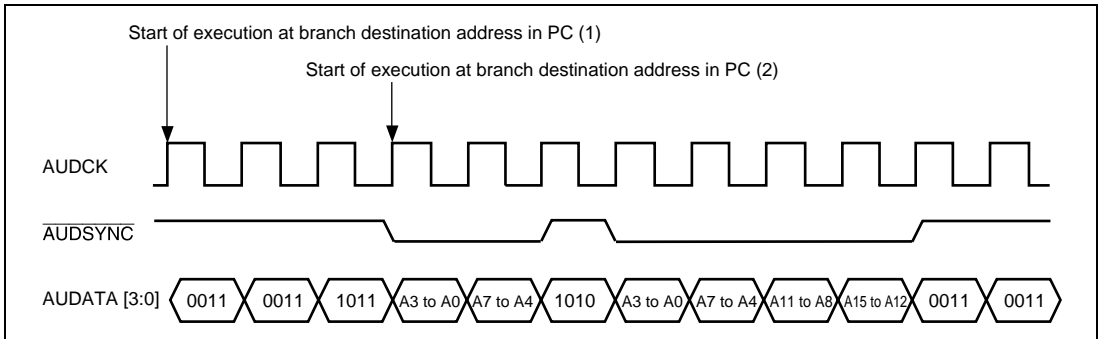 Start of execution at branch destination address in PC (1)
Start of execution at branch destination address in PC (2)
AUDCK
AUDSYNC
AUDATA [3:0] 0011 0011 1011 A3 to A0 A7 to A4 1010 A3 to A0 A7 to A4 A11 to A8 A15 to A12 0011 0011